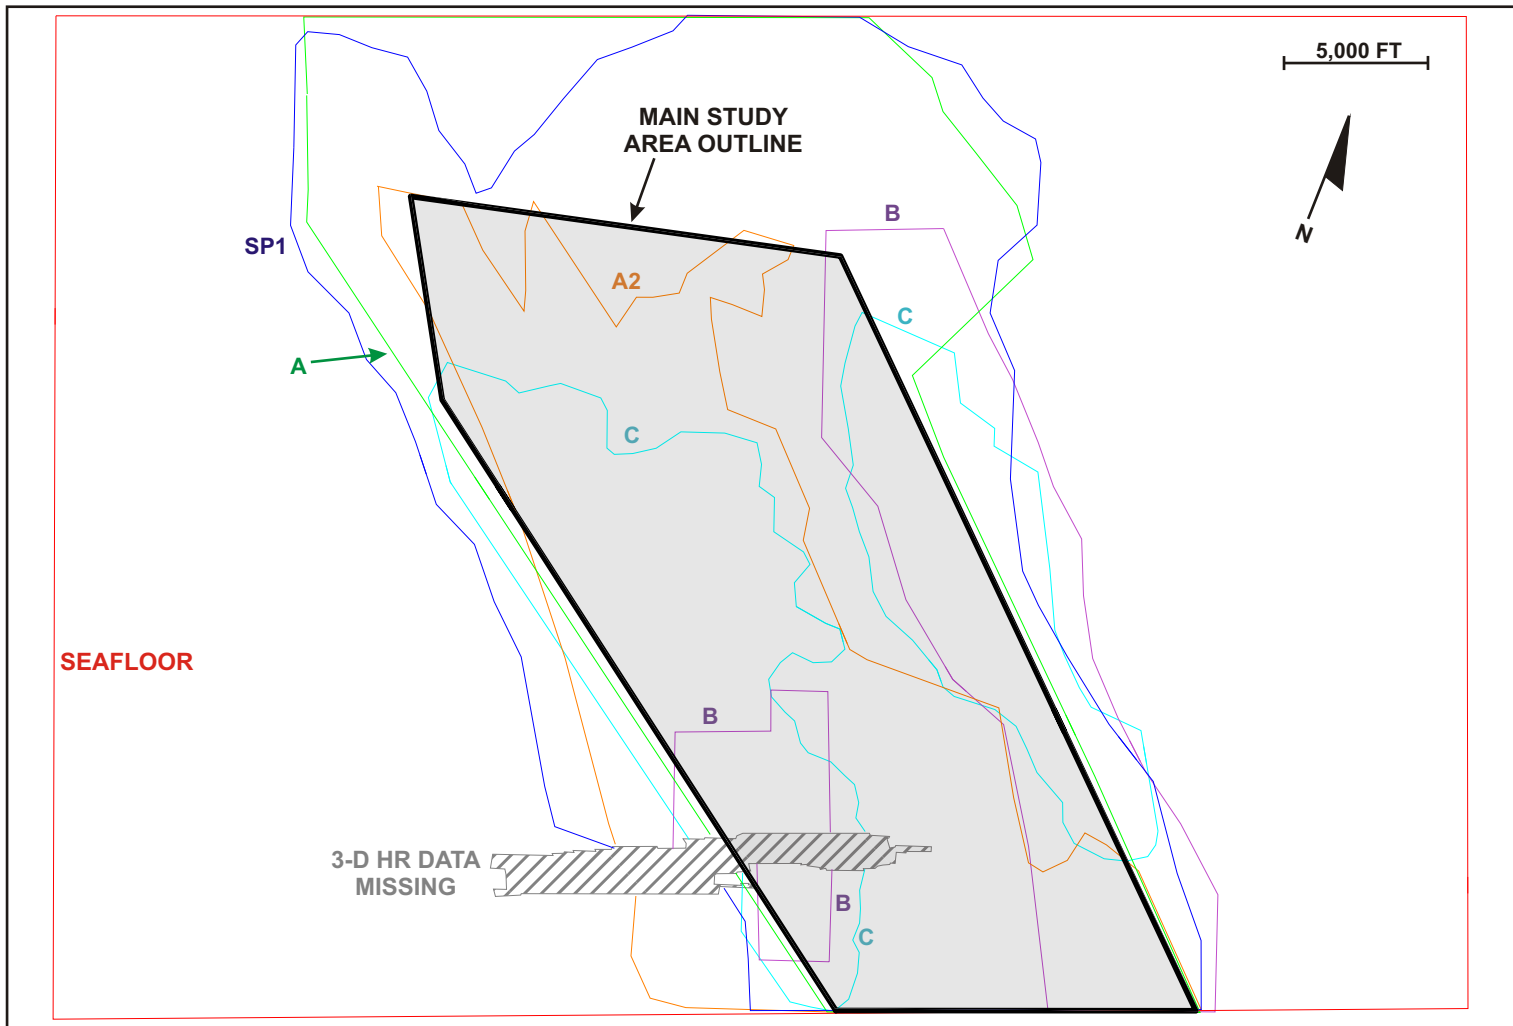 5,000 FT
MAIN STUDY
AREA OUTLINE
N
B
SP1
A2
C
A
C
SEAFLOOR
B
3-D HR DATA
MISSING
B
C